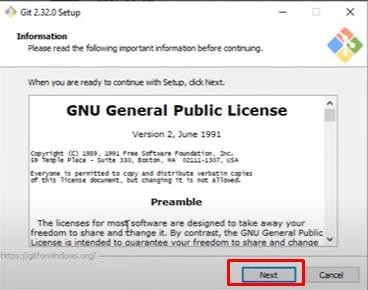 Git 2.32.0 Setup
Information
Please read the following important information before continuing.
When you are ready to continue with Setup, click Next.
GNU General Public License
Version 2, June 1991
Copyright (C) 1989, 1991 Free Software Foundation, Inc.
59 Temple Place - Suite 330, Boston, MA  02111-1307, USA
Everyone is permitted to copy and distribute verbatim copies
of this license document, but changing it is not allowed.
Preamble
The licenses for most software are designed to take away your
freedom to share and change it. By contrast, the GNU General Public
License is intended to guarantee your freedom to share and change
https://gitforwindows.org/
Next
Cancel